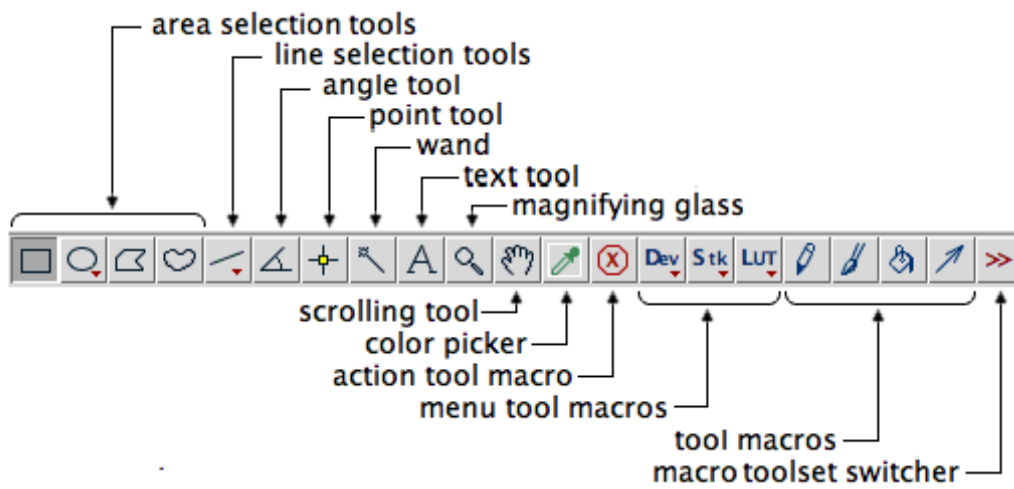 area selection tools
line selection tools
angle tool
point tool
wand
text tool
magnifying glass
A Dev Stk LUT >>
scrolling tool
color picker
action tool macro
menu tool macros
tool macros
macro toolset switcher